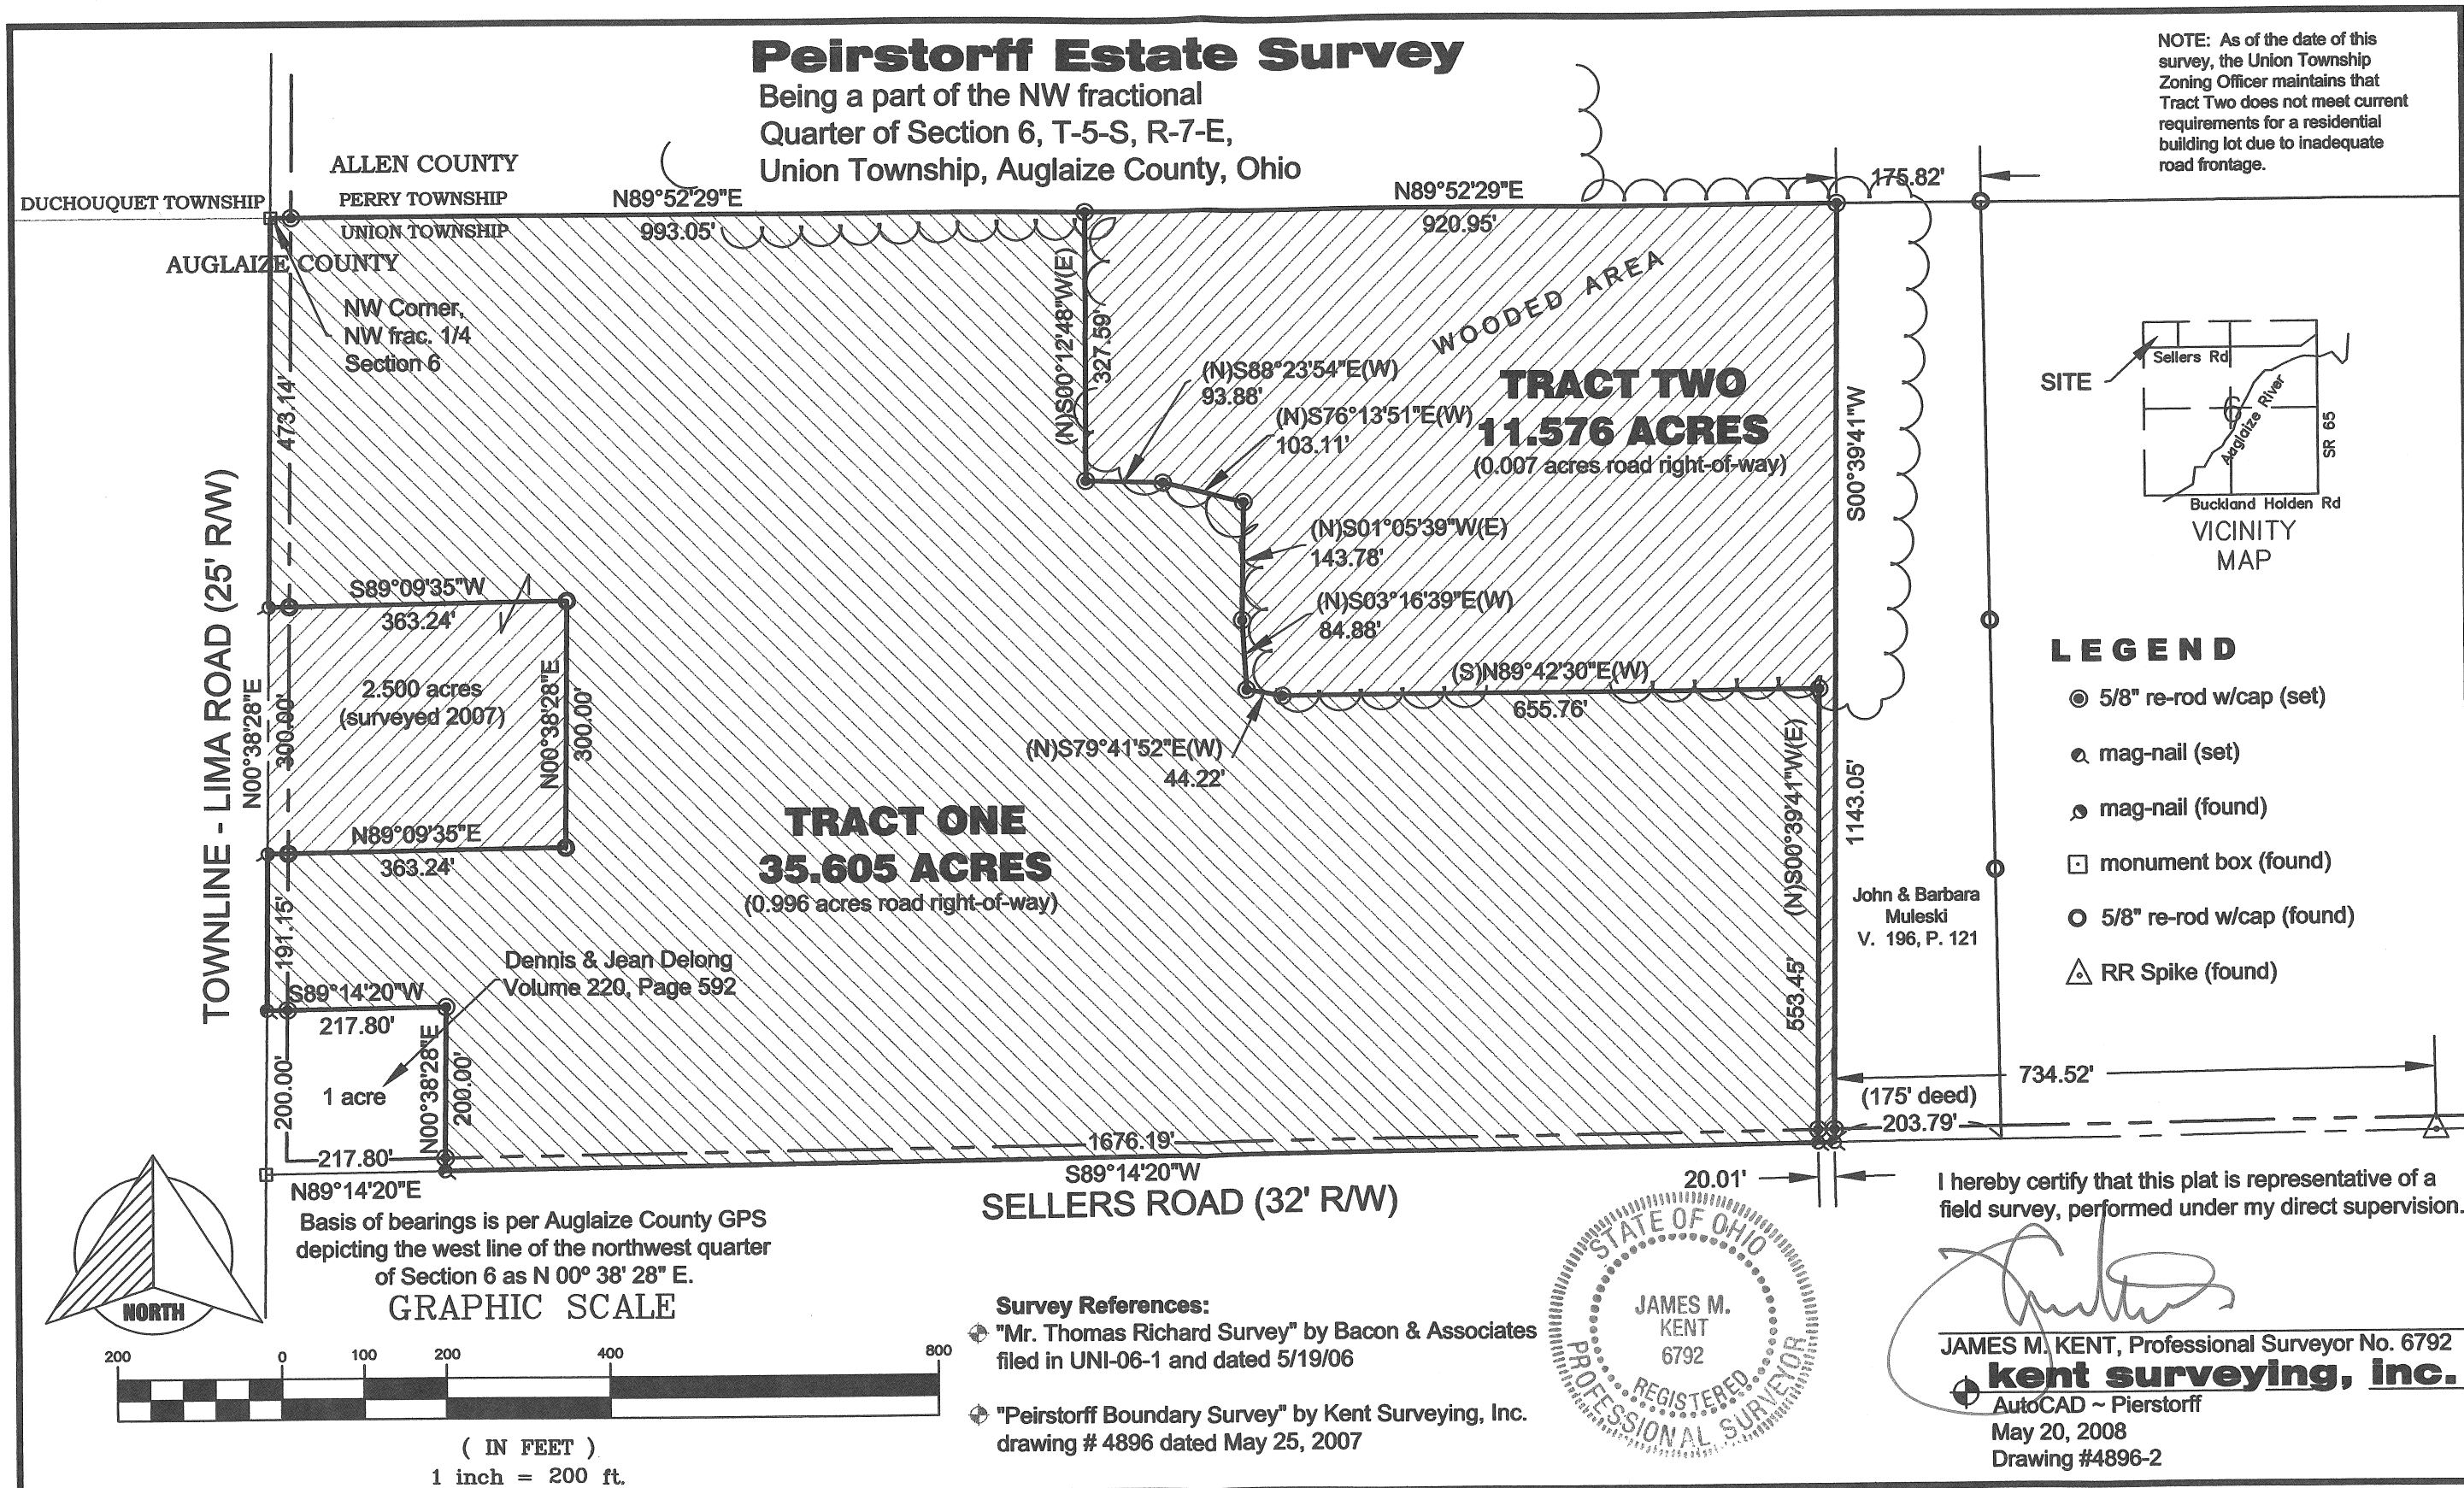 Peirstorff Estate Survey
Being a part of the NW fractional
Quarter of Section 6, T-5-S, R-7-E,
Union Township, Auglaize County, Ohio
NOTE: As of the date of this
survey, the Union Township
Zoning Officer maintains that
Tract Two does not meet current
requirements for a residential
building lot due to inadequate
road frontage.
ALLEN COUNTY
DUCHOUQUET TOWNSHIP
PERRY TOWNSHIP
UNION TOWNSHIP
AUGLAIZE COUNTY
N89°52'29"E
993.05'
N89°52'29"E
920.95'
175.82'
NW Corner,
NW frac. 1/4
Section 6
473.14'
(N)S00°12'48"W(E)
327.59'
WOODED AREA
(N)S88°23'54"E(W)
93.88'
(N)S76°13'51"E(W)
103.11'
TRACT TWO
11.576 ACRES
(0.007 acres road right-of-way)
S00°39'41"W
1143.05'
(N)S01°05'39"W(E)
143.78'
(N)S03°16'39"E(W)
84.88'
(S)N89°42'30"E(W)
655.76'
(N)S79°41'52"E(W)
44.22'
SITE
Sellers Rd
6
Auglaize River
SR 65
Buckland Holden Rd
VICINITY
MAP
TOWNLINE - LIMA ROAD (25' R/W)
N00°38'28"E
S89°09'35"W
363.24'
300.00'
2.500 acres
(surveyed 2007)
N00°38'28"E
300.00'
N89°09'35"E
363.24'
TRACT ONE
35.605 ACRES
(0.996 acres road right-of-way)
(N)S00°39'41"W(E)
553.45'
John & Barbara
Muleski
V. 196, P. 121
LEGEND
5/8" re-rod w/cap (set)
mag-nail (set)
mag-nail (found)
monument box (found)
5/8" re-rod w/cap (found)
RR Spike (found)
191.15'
Dennis & Jean Delong
Volume 220, Page 592
S89°14'20"W
217.80'
200.00'
1 acre
N00°38'28"E
200.00'
217.80'
N89°14'20"E
1676.19'
S89°14'20"W
SELLERS ROAD (32' R/W)
734.52'
(175' deed)
203.79'
20.01'
NORTH
Basis of bearings is per Auglaize County GPS
depicting the west line of the northwest quarter
of Section 6 as N 00° 38' 28" E.
GRAPHIC SCALE
200 0 100 200 400 800
( IN FEET )
1 inch = 200 ft.
Survey References:
"Mr. Thomas Richard Survey" by Bacon & Associates
filed in UNI-06-1 and dated 5/19/06
"Peirstorff Boundary Survey" by Kent Surveying, Inc.
drawing # 4896 dated May 25, 2007
STATE OF OHIO
JAMES M.
KENT
6792
REGISTERED
PROFESSIONAL SURVEYOR
I hereby certify that this plat is representative of a
field survey, performed under my direct supervision.
JAMES M. KENT, Professional Surveyor No. 6792
kent surveying, inc.
AutoCAD ~ Pierstorff
May 20, 2008
Drawing #4896-2